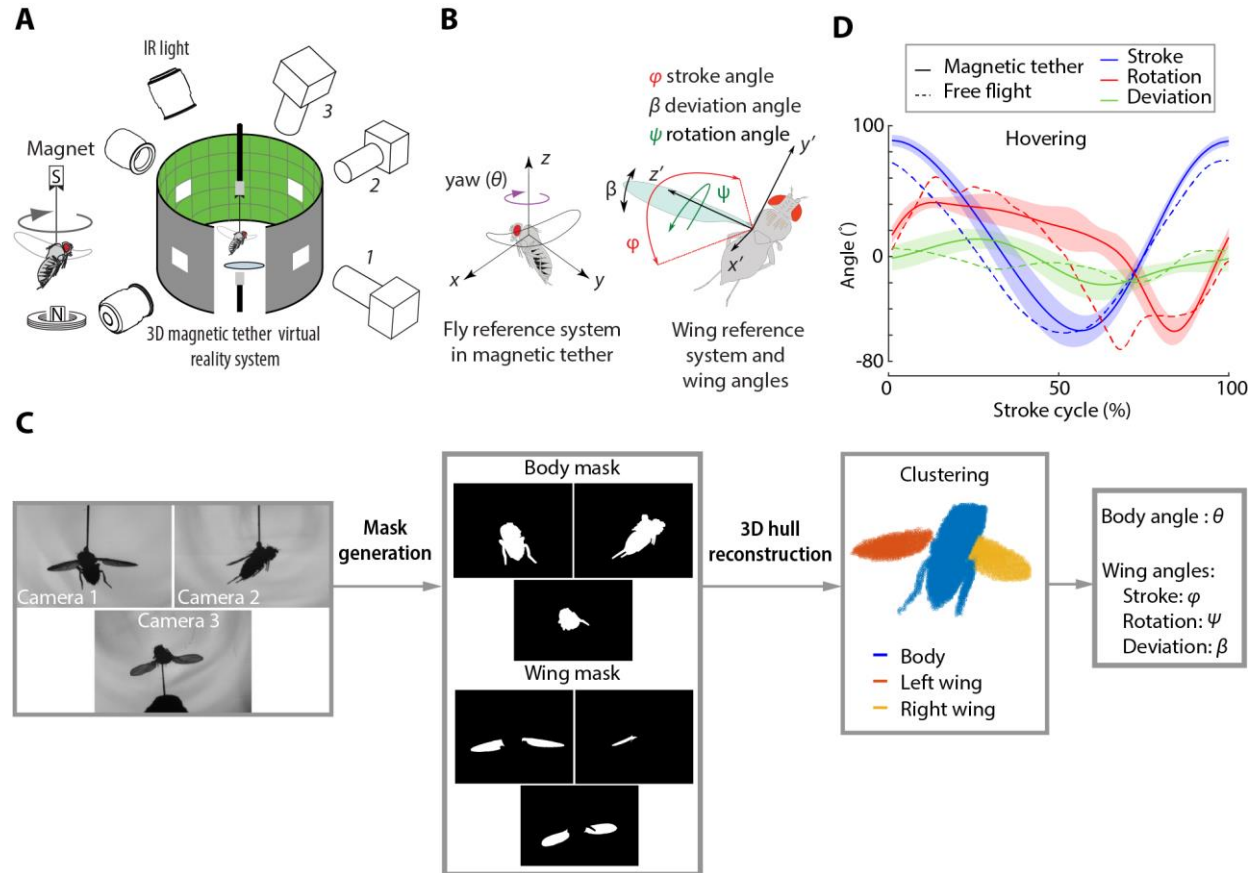 A
IR light
3
Magnet
S
2
1
N
3D magnetic tether virtual
reality system
B
φ stroke angle
β deviation angle
ψ rotation angle
z
yaw (θ)
x
y
y'
z'
β
ψ
φ
x'
Fly reference system
in magnetic tether
Wing reference
system and
wing angles
D
Magnetic tether
Free flight
Stroke
Rotation
Deviation
Hovering
100
0
-80
Angle (°)
0
50
100
Stroke cycle (%)
C
Camera 1
Camera 2
Camera 3
Mask
generation
Body mask
Wing mask
3D hull
reconstruction
Clustering
Body
Left wing
Right wing
Body angle : θ
Wing angles:
Stroke: φ
Rotation: Ψ
Deviation: β